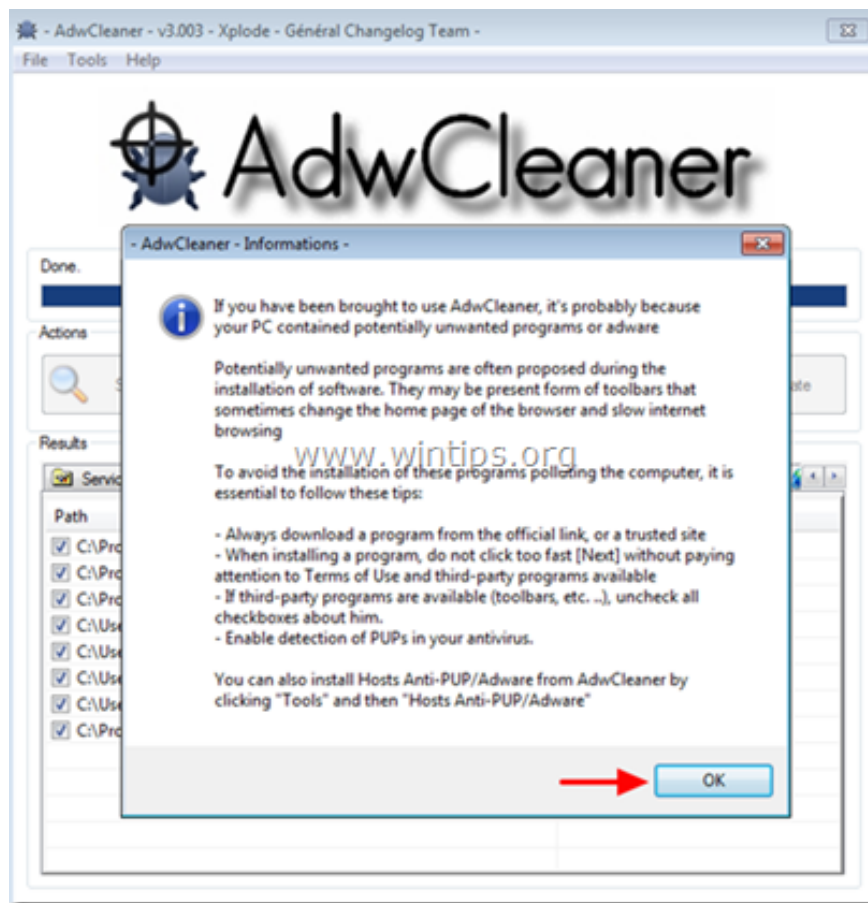 - AdwCleaner - v3.003 - Xplode - Général Changelog Team -
File Tools Help
AdwCleaner
- AdwCleaner - Informations -
Done.
If you have been brought to use AdwCleaner, it's probably because
your PC contained potentially unwanted programs or adware
Actions
Potentially unwanted programs are often proposed during the
installation of software. They may be present form of toolbars that
sometimes change the home page of the browser and slow internet
browsing
Results
www.wintips.org
To avoid the installation of these programs polluting the computer, it is
essential to follow these tips:
Path
- Always download a program from the official link, or a trusted site
- When installing a program, do not click too fast [Next] without paying
attention to Terms of Use and third-party programs available
- If third-party programs are available (toolbars, etc. ..), uncheck all
checkboxes about him.
- Enable detection of PUPs in your antivirus.
You can also install Hosts Anti-PUP/Adware from AdwCleaner by
clicking "Tools" and then "Hosts Anti-PUP/Adware"
C:\Pro
C:\Pro
C:\Pro
C:\Use
C:\Use
C:\Use
C:\Use
C:\Pro
OK